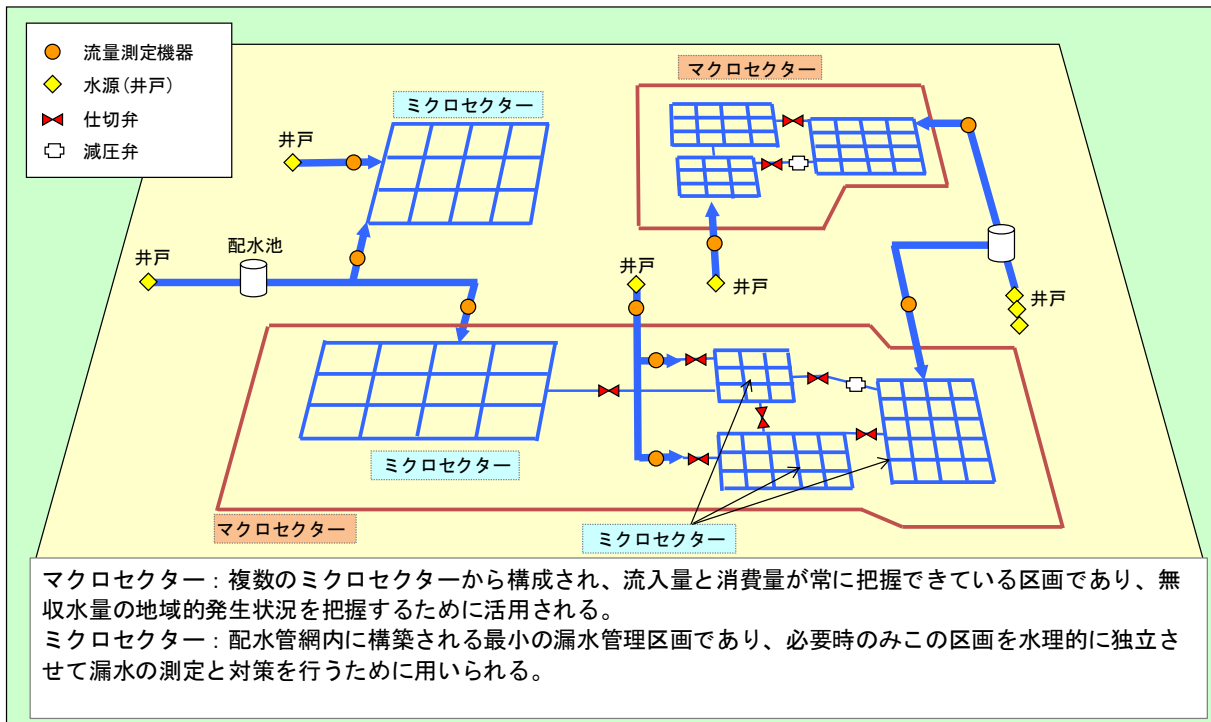 流量測定機器
水源(井戸)
仕切弁
減圧弁
マクロセクター
ミクロセクター
井戸
井戸
配水池
井戸
井戸
井戸
ミクロセクター
マクロセクター
ミクロセクター
マクロセクター：複数のミクロセクターから構成され、流入量と消費量が常に把握できている区画であり、無
収水量の地域的発生状況を把握するために活用される。
ミクロセクター：配水管網内に構築される最小の漏水管理区画であり、必要時のみこの区画を水理的に独立さ
せて漏水の測定と対策を行うために用いられる。